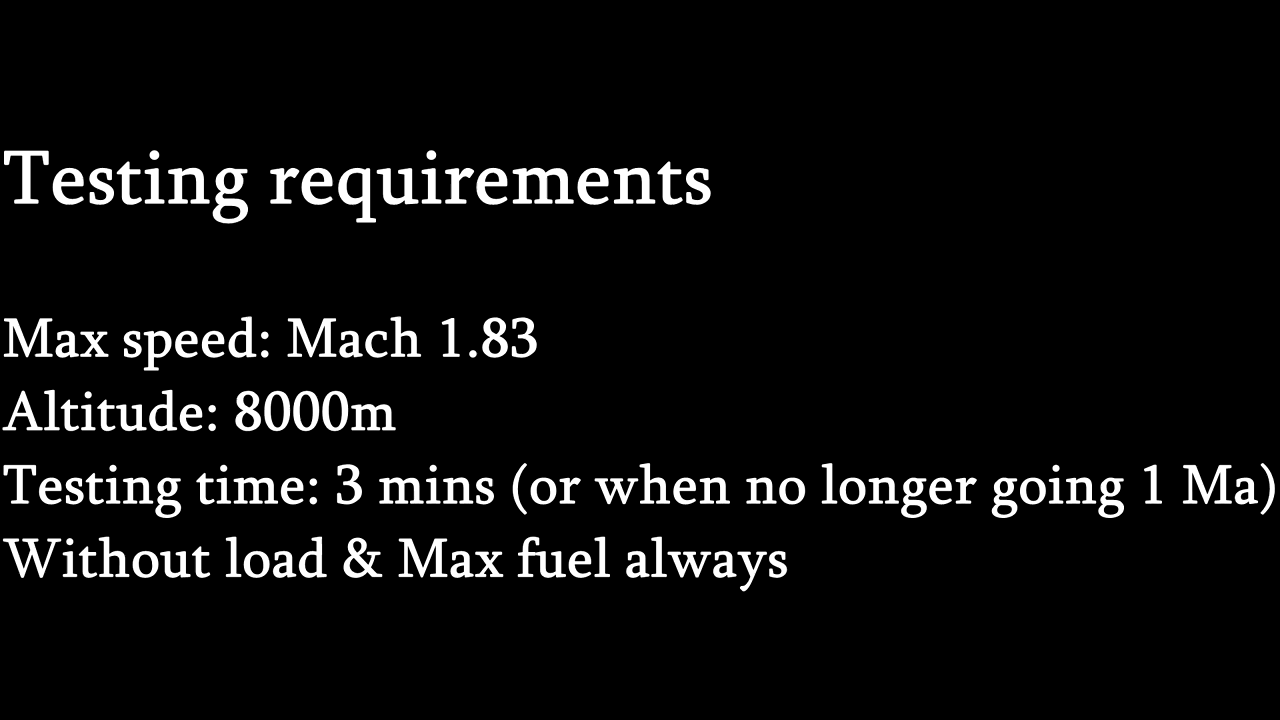 Testing requirements
Max speed: Mach 1.83
Altitude: 8000m
Testing time: 3 mins (or when no longer going 1 Ma)
Without load & Max fuel always